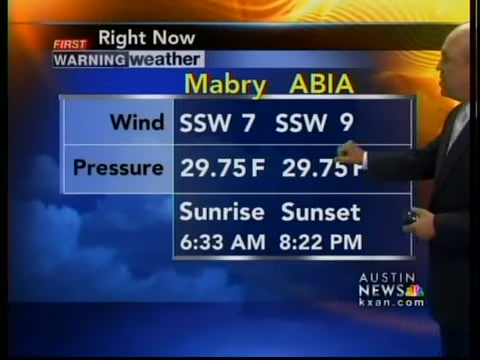 Right Now
FIRST
WARNING weather
Mabry ABIA
Wind SSW 7 SSW 9
Pressure 29.75 F 29.75 F
Sunrise Sunset
6:33 AM 8:22 PM
AUSTIN
NEWS
kxan.com